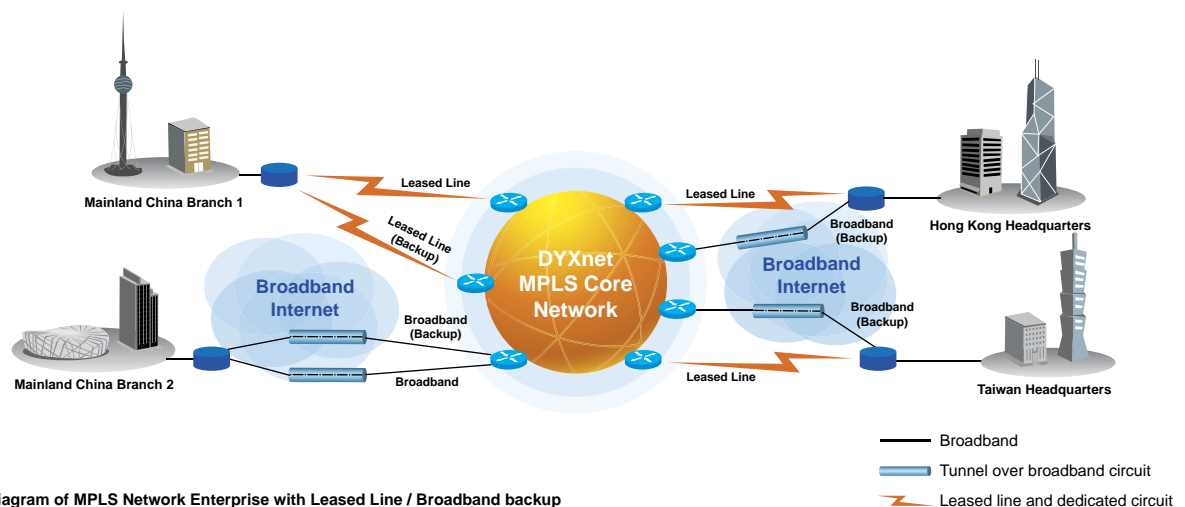 Mainland China Branch 1
Leased Line
Leased Line
(Backup)
Leased Line
Broadband
(Backup)
Hong Kong Headquarters
Broadband
Internet
DYXnet
MPLS Core
Network
Broadband
Internet
Broadband
(Backup)
Broadband
(Backup)
Mainland China Branch 2
Broadband
Leased Line
Taiwan Headquarters
Broadband
Tunnel over broadband circuit
Leased line and dedicated circuit
iagram of MPLS Network Enterprise with Leased Line / Broadband backup